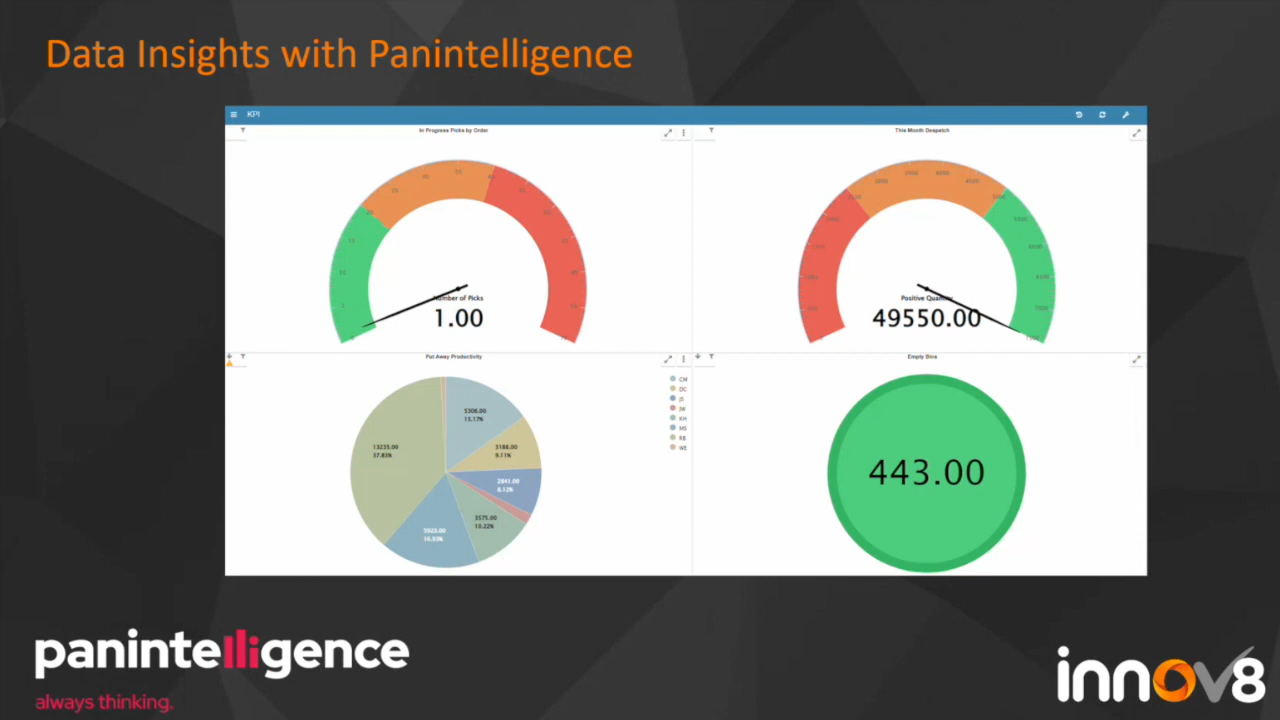 Data Insights with Panintelligence
KPI
In Progress Picks by Order
This Month Despatch
Number of Picks
1.00
Positive Quantity
49550.00
Put Away Productivity
Empty Bins
CM
DC
JS
JW
KH
MS
RB
WE
5306.00
15.17%
13235.00
37.83%
3188.00
9.11%
2841.00
8.12%
3575.00
10.22%
5923.00
16.93%
443.00
panintelligence
always thinking.
innov8